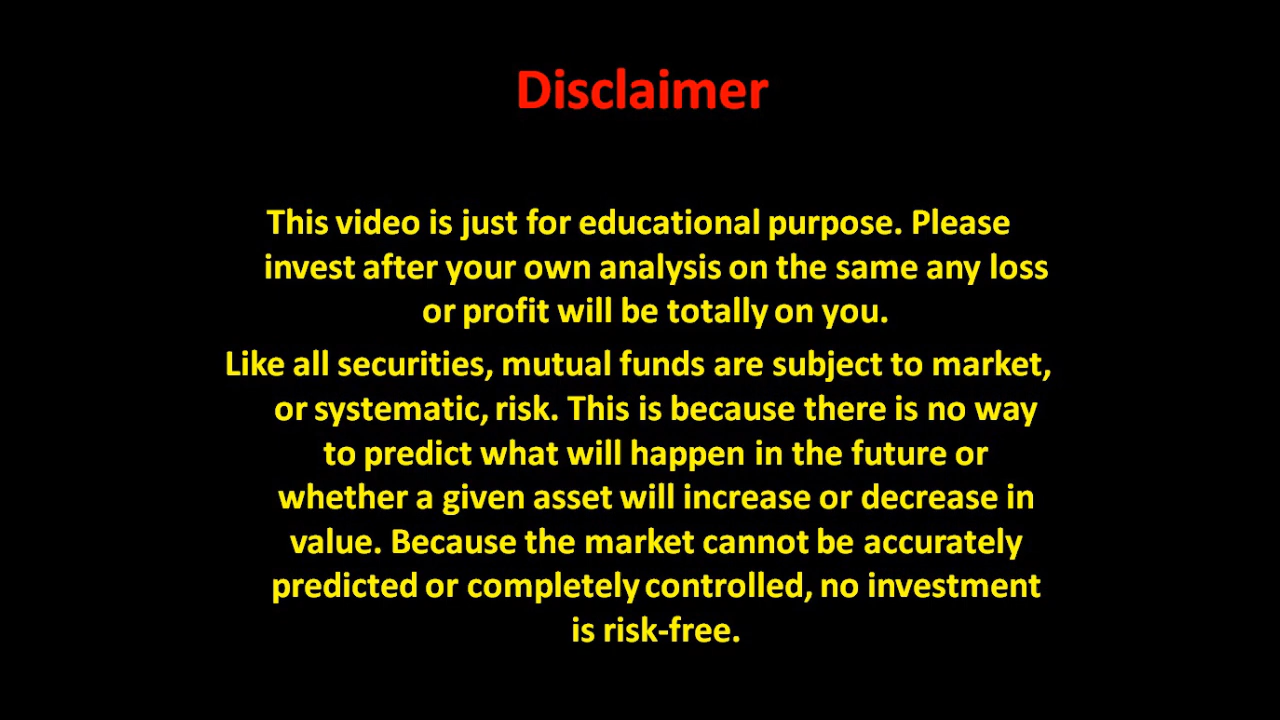 Disclaimer
This video is just for educational purpose. Please
invest after your own analysis on the same any loss
or profit will be totally on you.
Like all securities, mutual funds are subject to market,
or systematic, risk. This is because there is no way
to predict what will happen in the future or
whether a given asset will increase or decrease in
value. Because the market cannot be accurately
predicted or completely controlled, no investment
is risk-free.